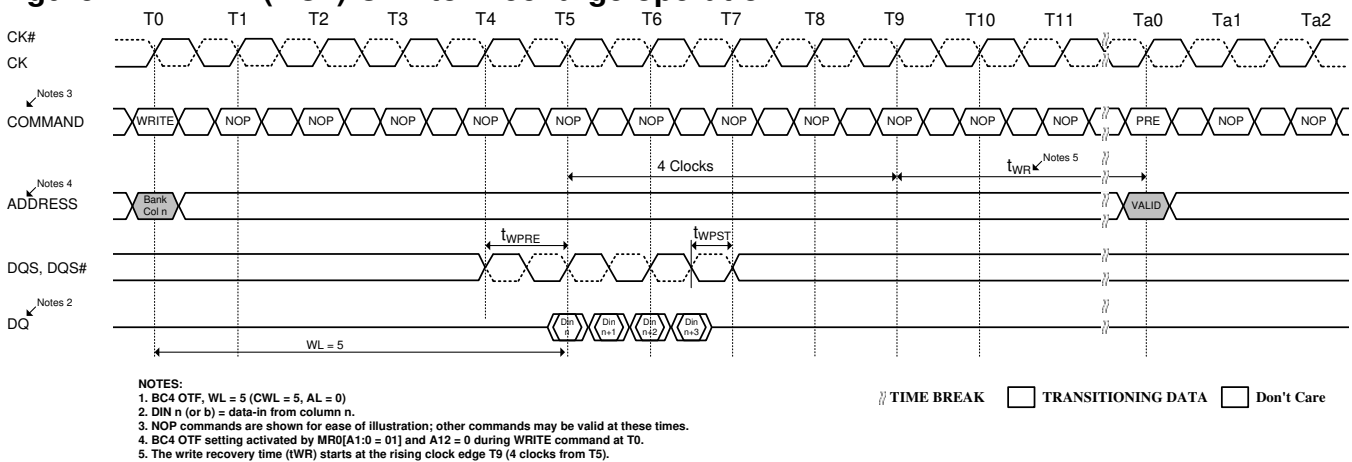 T0 T1 T2 T3 T4 T5 T6 T7 T8 T9 T10 T11 Ta0 Ta1 Ta2
CK#
CK
Notes 3
COMMAND WRITE NOP NOP NOP NOP NOP NOP NOP NOP NOP NOP NOP PRE NOP NOP
4 Clocks tWR Notes 5
Notes 4
ADDRESS Bank Col n VALID
tWPRE tWPST
DQS, DQS#
Notes 2
DQ Din n Din n+1 Din n+2 Din n+3
WL = 5
NOTES:
1. BC4 OTF, WL = 5 (CWL = 5, AL = 0)
2. DIN n (or b) = data-in from column n.
3. NOP commands are shown for ease of illustration; other commands may be valid at these times.
4. BC4 OTF setting activated by MR0[A1:0 = 01] and A12 = 0 during WRITE command at T0.
5. The write recovery time (tWR) starts at the rising clock edge T9 (4 clocks from T5).
TIME BREAK TRANSITIONING DATA Don't Care